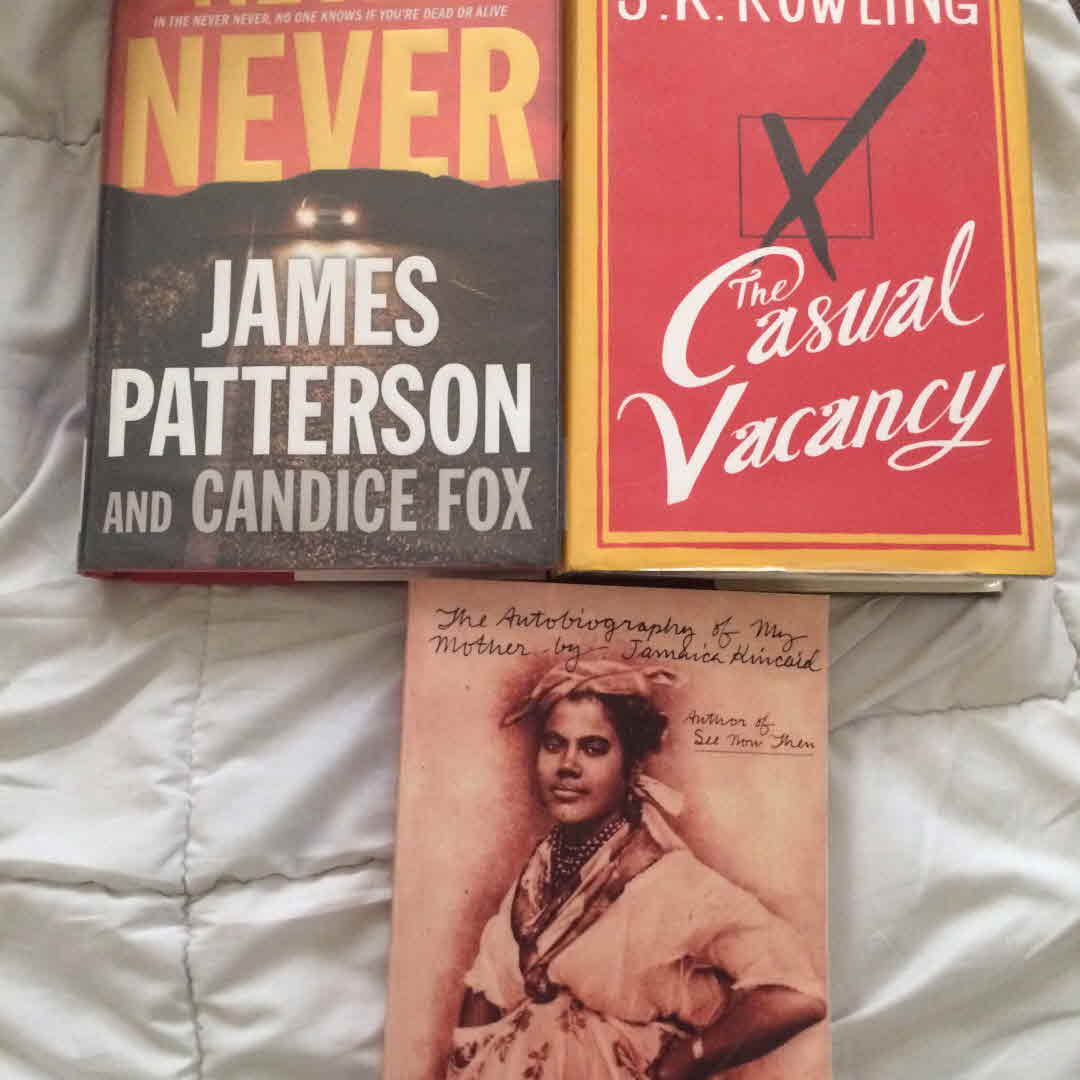 NEVER
IN THE NEVER NEVER, NO ONE KNOWS IF YOU'RE DEAD OR ALIVE
NEVER
JAMES
PATTERSON
AND CANDICE FOX
J.K. ROWLING
The
Casual
Vacancy
The Autobiography of My
Mother by Jamaica Kincaid
Author of
See Now Then